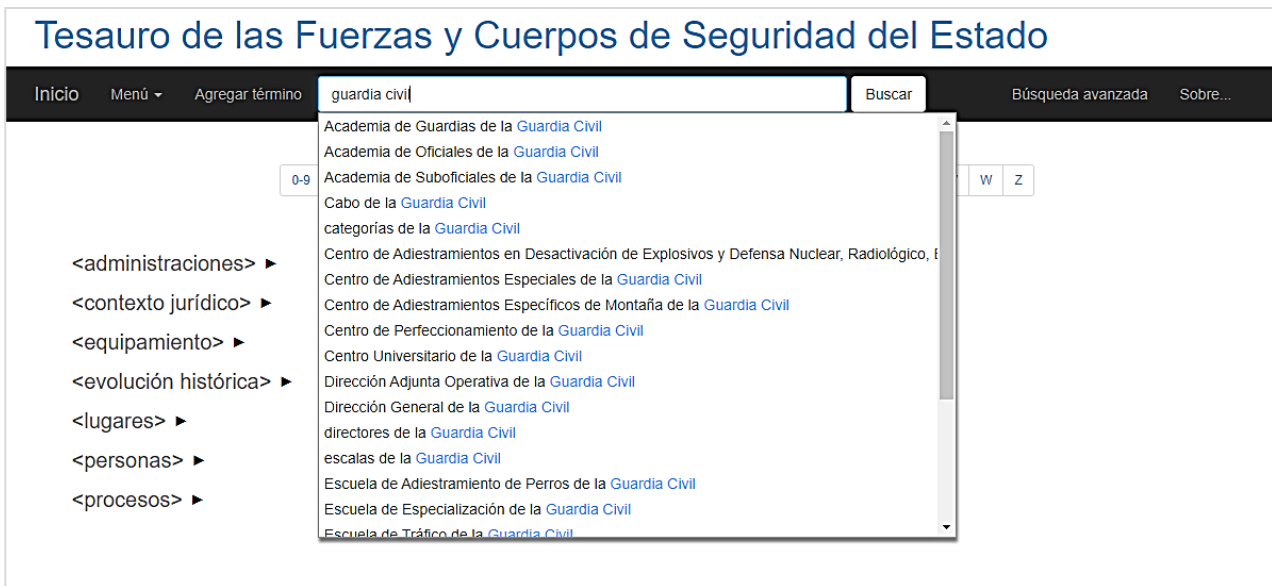 Tesauro de las Fuerzas y Cuerpos de Seguridad del Estado
Inicio Menú Agregar término guardia civil Buscar Búsqueda avanzada Sobre...
Academia de Guardias de la Guardia Civil
Academia de Oficiales de la Guardia Civil
0-9 Academia de Suboficiales de la Guardia Civil W Z
Cabo de la Guardia Civil
categorías de la Guardia Civil
Centro de Adiestramientos en Desactivación de Explosivos y Defensa Nuclear, Radiológico,
Centro de Adiestramientos Especiales de la Guardia Civil
Centro de Adiestramientos Específicos de Montaña de la Guardia Civil
Centro de Perfeccionamiento de la Guardia Civil
Centro Universitario de la Guardia Civil
Dirección Adjunta Operativa de la Guardia Civil
Dirección General de la Guardia Civil
directores de la Guardia Civil
escalas de la Guardia Civil
Escuela de Adiestramiento de Perros de la Guardia Civil
Escuela de Especialización de la Guardia Civil
Escuela de Tráfico de la Guardia Civil
<administraciones>
<contexto jurídico>
<equipamiento>
<evolución histórica>
<lugares>
<personas>
<procesos>